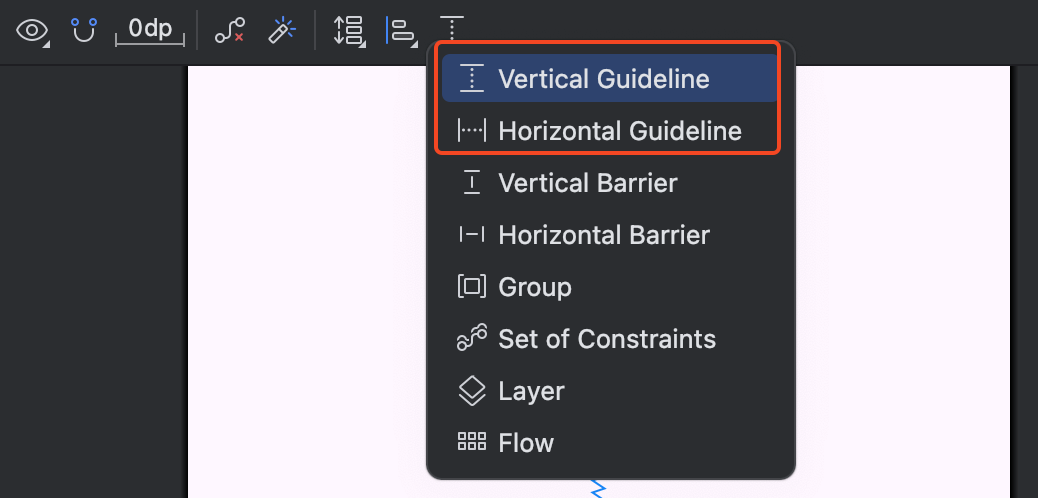 0dp
Vertical Guideline
Horizontal Guideline
Vertical Barrier
Horizontal Barrier
Group
Set of Constraints
Layer
Flow